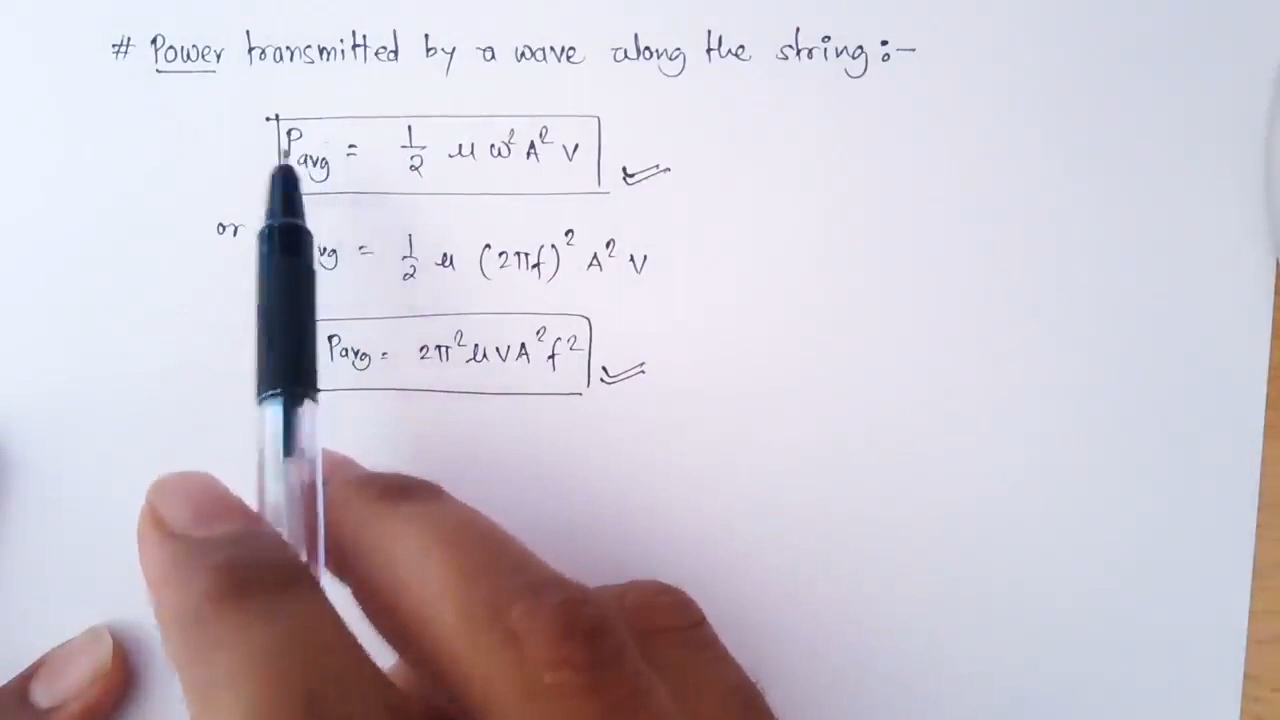 # Power transmitted by a wave along the string :-
Pavg = 1/2 μ ω² A² V
or vg = 1/2 μ (2πf)² A² V
Pavg = 2π² μ V A² f²